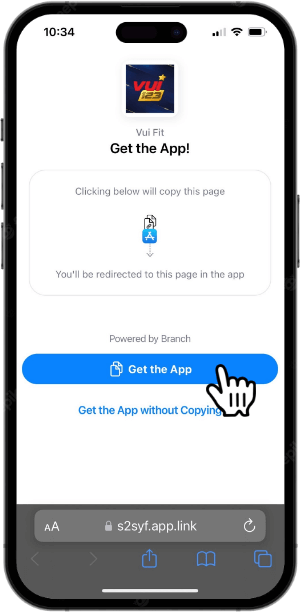 10:34
VUI
123
Vui Fit
Get the App!
Clicking below will copy this page
You'll be redirected to this page in the app
Powered by Branch
Get the App
Get the App without Copying
AA
s2syf.app.link